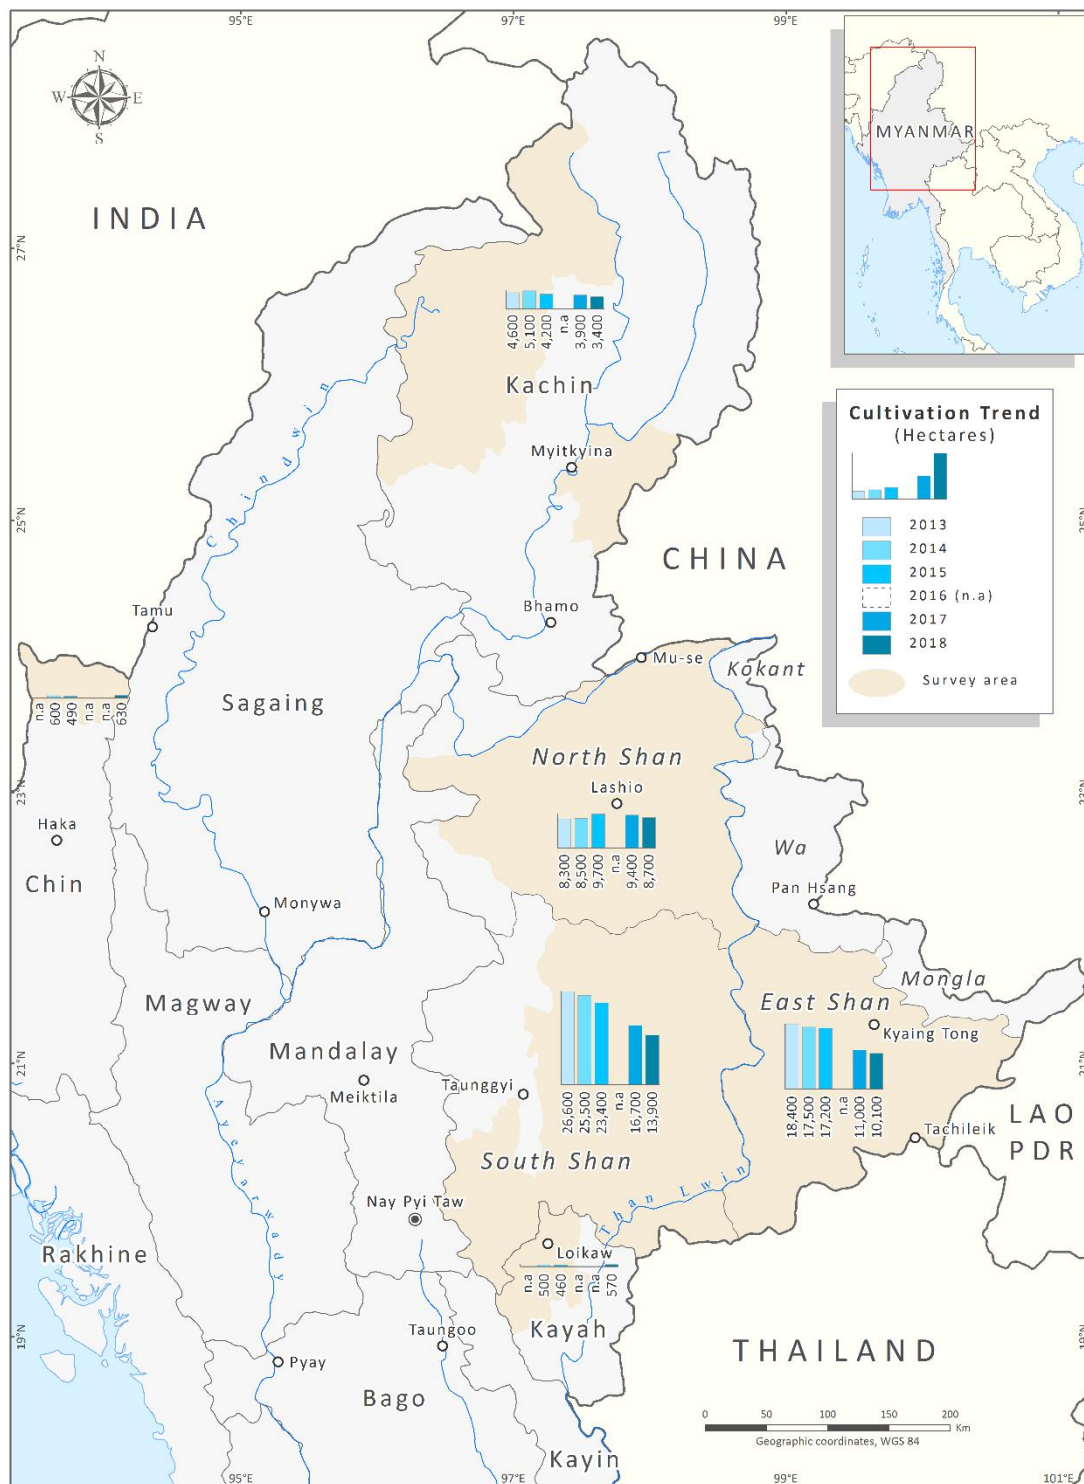 95°E
97°E
99°E
N
W
E
S
MYANMAR
INDIA
27°N
4,600
5,100
4,200
n.a
3,900
3,400
Kachin
Chindwin
Myitkyina
Cultivation Trend
(Hectares)
2013
2014
2015
2016 (n.a)
2017
2018
Survey area
25°N
25°N
CHINA
Tamu
Bhamo
Mu-se
Kokant
n.a
600
490
n.a
n.a
630
Sagaing
North Shan
Lashio
23°N
23°N
Haka
8,300
8,500
9,700
n.a
9,400
8,700
Wa
Chin
Pan Hsang
Monywa
Mongla
Magway
East Shan
Kyaing Tong
Mandalay
Meiktila
21°N
21°N
Taunggyi
26,600
25,500
23,400
n.a
16,700
13,900
18,400
17,500
17,200
n.a
11,000
10,100
LAO
PDR
Tachileik
Ayeyarwady
South Shan
Than Lwin
Nay Pyi Taw
Rakhine
Loikaw
n.a
500
460
n.a
n.a
570
19°N
19°N
Kayah
Taungoo
THAILAND
Pyay
Bago
0
50
100
150
200
Km
Geographic coordinates, WGS 84
Kayin
95°E
97°E
99°E
101°E